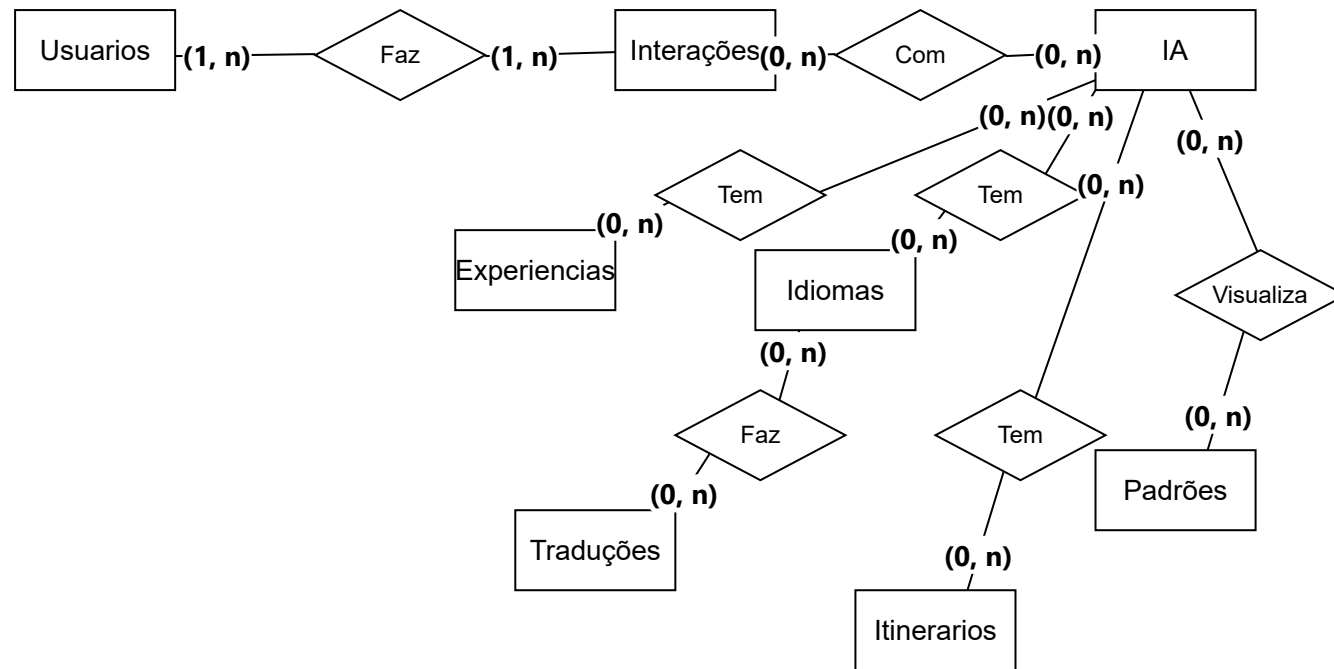 Usuarios
(1, n)
Faz
(1, n)
Interações
(0, n)
Com
(0, n)
IA
(0, n)
(0, n)
(0, n)
Tem
Tem
(0, n)
(0, n)
(0, n)
Experiencias
Idiomas
Visualiza
(0, n)
(0, n)
Faz
Tem
Padrões
(0, n)
Traduções
(0, n)
Itinerarios